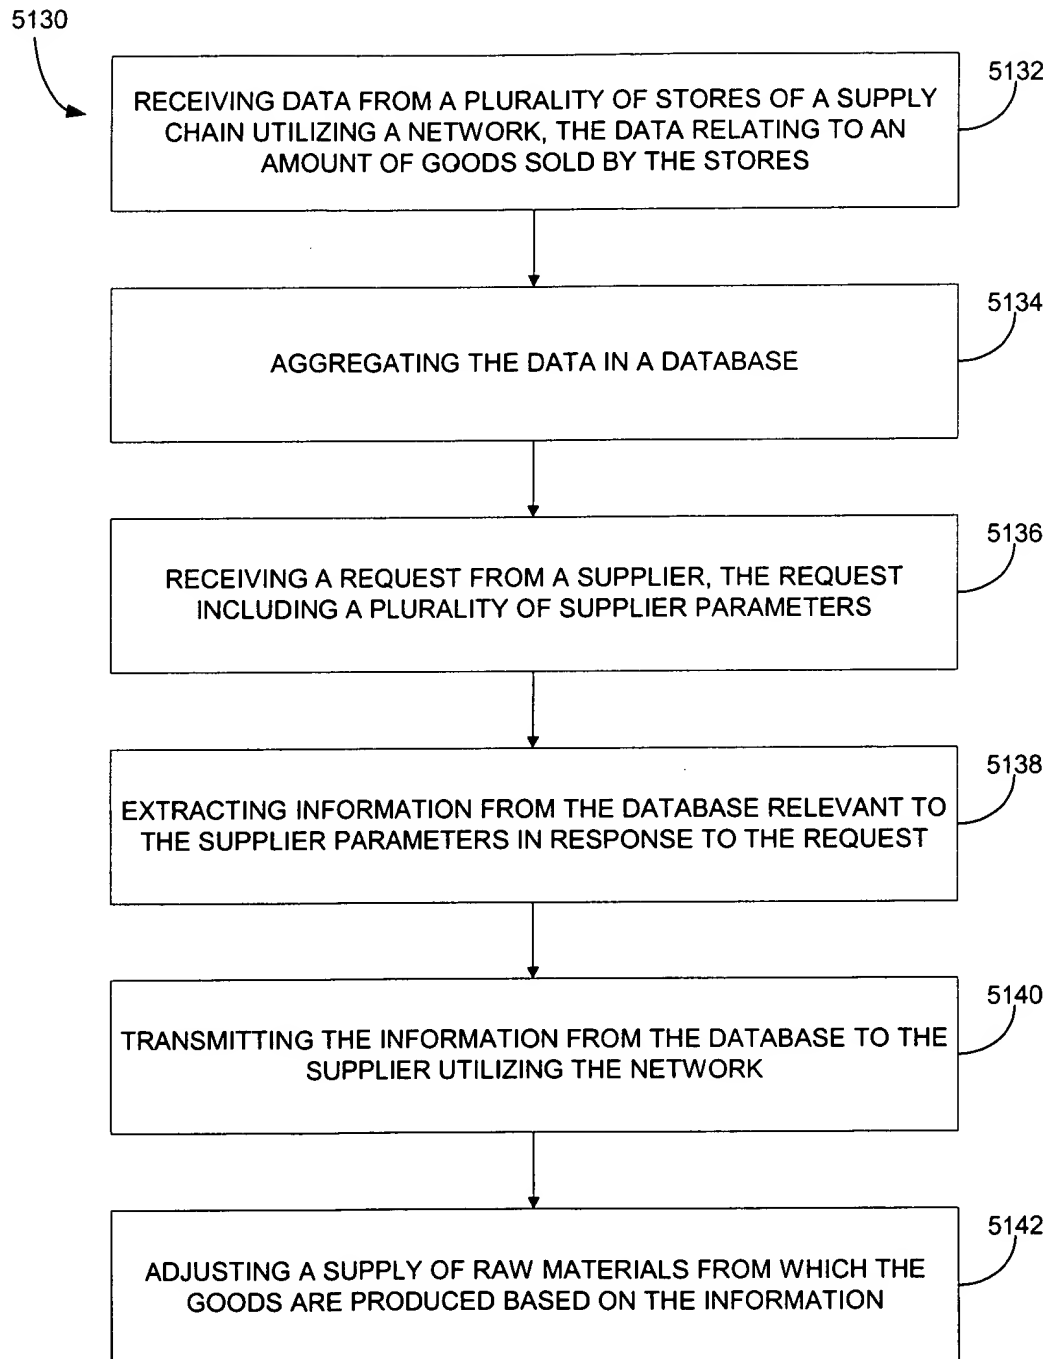 5130
5132
RECEIVING DATA FROM A PLURALITY OF STORES OF A SUPPLY
CHAIN UTILIZING A NETWORK, THE DATA RELATING TO AN
AMOUNT OF GOODS SOLD BY THE STORES
5134
AGGREGATING THE DATA IN A DATABASE
5136
RECEIVING A REQUEST FROM A SUPPLIER, THE REQUEST
INCLUDING A PLURALITY OF SUPPLIER PARAMETERS
5138
EXTRACTING INFORMATION FROM THE DATABASE RELEVANT TO
THE SUPPLIER PARAMETERS IN RESPONSE TO THE REQUEST
5140
TRANSMITTING THE INFORMATION FROM THE DATABASE TO THE
SUPPLIER UTILIZING THE NETWORK
5142
ADJUSTING A SUPPLY OF RAW MATERIALS FROM WHICH THE
GOODS ARE PRODUCED BASED ON THE INFORMATION